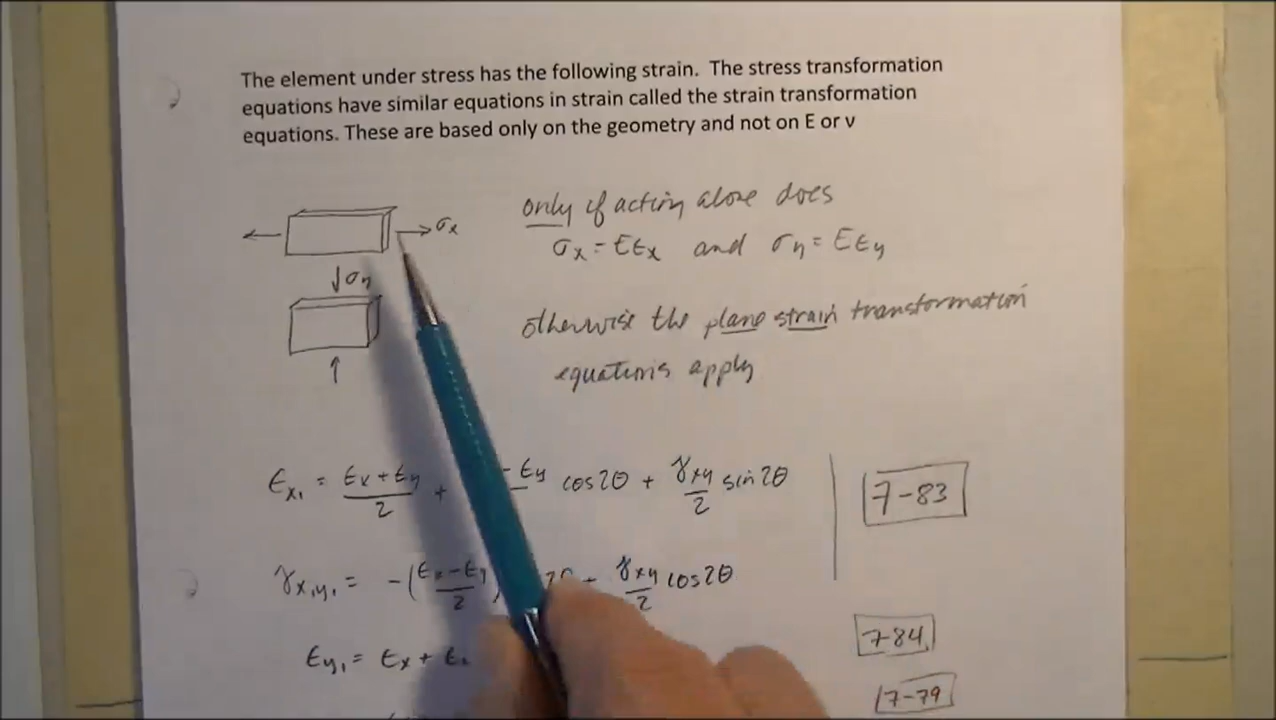 The element under stress has the following strain. The stress transformation
equations have similar equations in strain called the strain transformation
equations. These are based only on the geometry and not on E or ν
only if acting alone does
σx
σx = Eϵx and σy = Eϵy
↓σy
otherwise the plane strain transformation
equations apply
ϵx₁ = ϵx+ϵy/2 + -ϵy cos2θ + γxy/2 sin2θ
7-83
γx₁y₁ = -(ϵx-ϵy/2) γxy/2 cos2θ
7-84
ϵy₁ = ϵx +
7-79